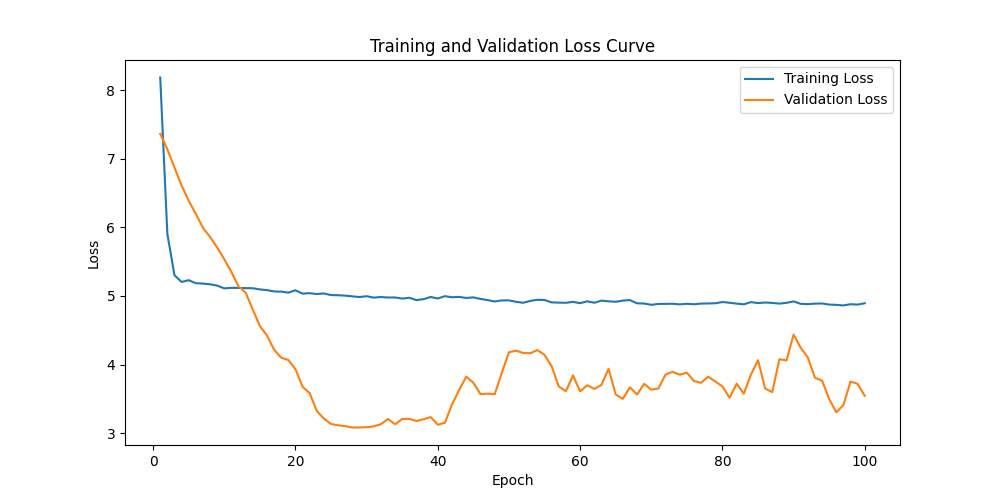 Training and Validation Loss Curve
Training Loss
Validation Loss
Loss
8
7
6
5
4
3
0 20 40 60 80 100
Epoch